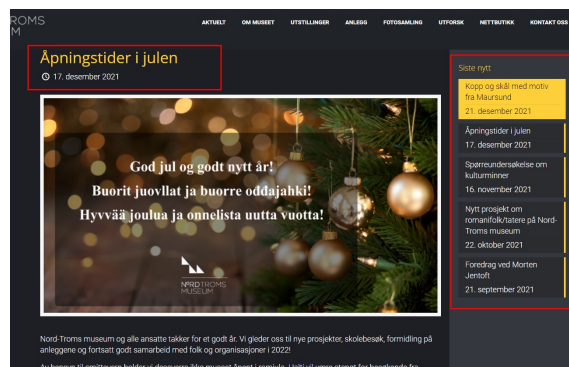 ROMS
M
AKTUELT OM MUSEET UTSTILLINGER ANLEGG FOTOSAMLING UTFORSK NETTBUTIKK KONTAKT OSS
Åpningstider i julen
17. desember 2021
God jul og godt nytt år!
Buorit juovllat ja buorre oddajahki!
Hyvvää joulua ja onnelista uutta vuotta!
NORDTROMS
MUSEUM
Nord-Troms museum og alle ansatte takker for et godt år. Vi gleder oss til nye prosjekter, skolebesøk, formidling på
anleggene og fortsatt godt samarbeid med folk og organisasjoner i 2022!
Siste nytt
Kopp og skål med motiv
fra Maursund
21. desember 2021
Åpningstider i julen
17. desember 2021
Spørreundersøkelse om
kulturminner
16. november 2021
Nytt prosjekt om
romanifolk/tatere på Nord-
Troms museum
22. oktober 2021
Foredrag ved Morten
Jentoft
21. september 2021